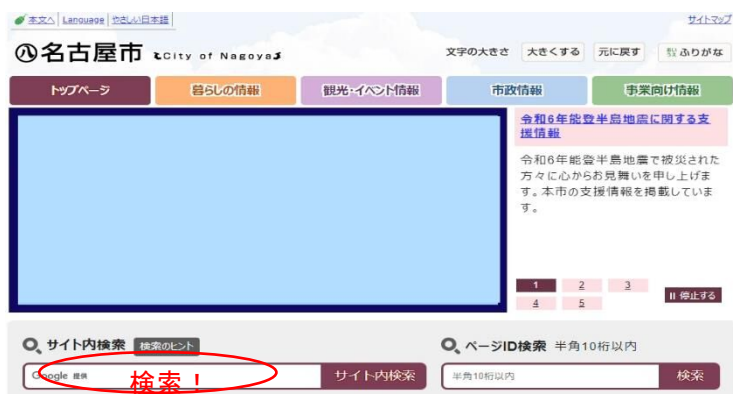 本文へ Language やさしい日本語 サイトマップ
名古屋市 City of Nagoya 文字の大きさ 大きくする 元に戻す ふりがな
トップページ 暮らしの情報 観光・イベント情報 市政情報 事業向け情報
令和6年能登半島地震に関する支
援情報
令和6年能登半島地震で被災された
方々に心からお見舞いを申し上げま
す。本市の支援情報を掲載していま
す。
1 2 3
4 5
停止する
サイト内検索 検索のヒント
ページID検索 半角10桁以内
Google 提供 検索！ サイト内検索
半角10桁以内 検索